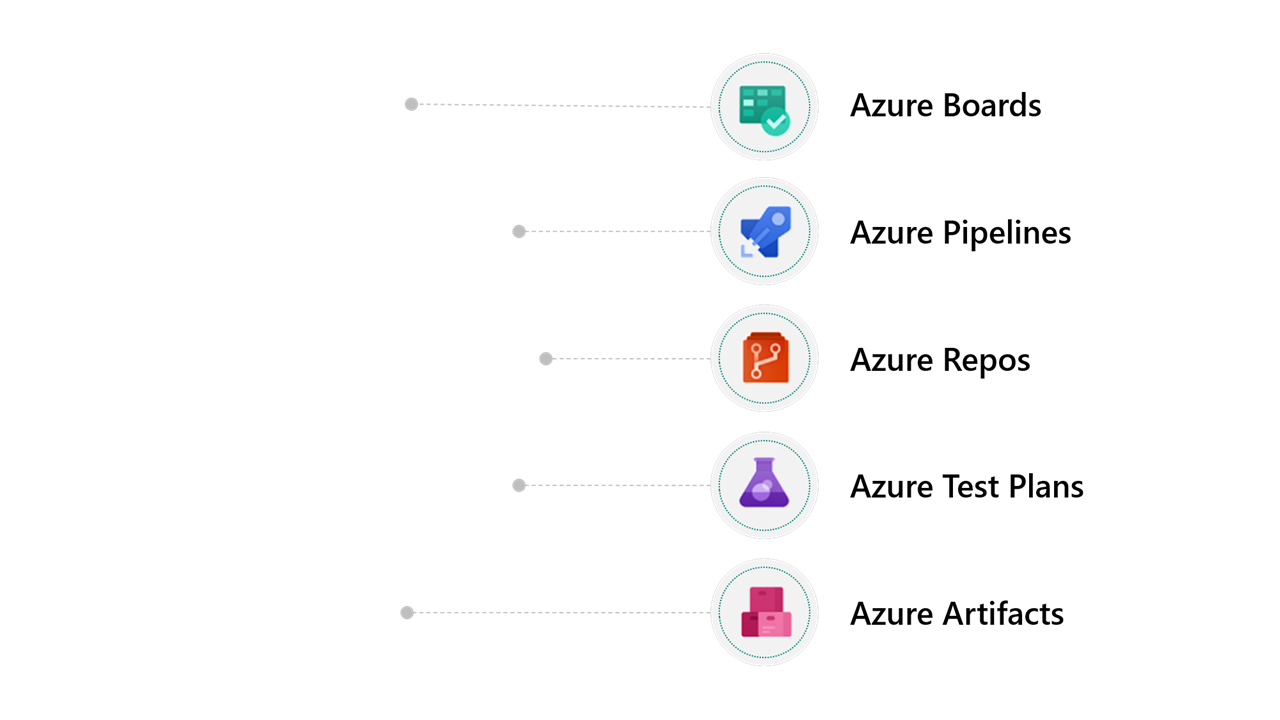 Azure Boards
Azure Pipelines
Azure Repos
Azure Test Plans
Azure Artifacts